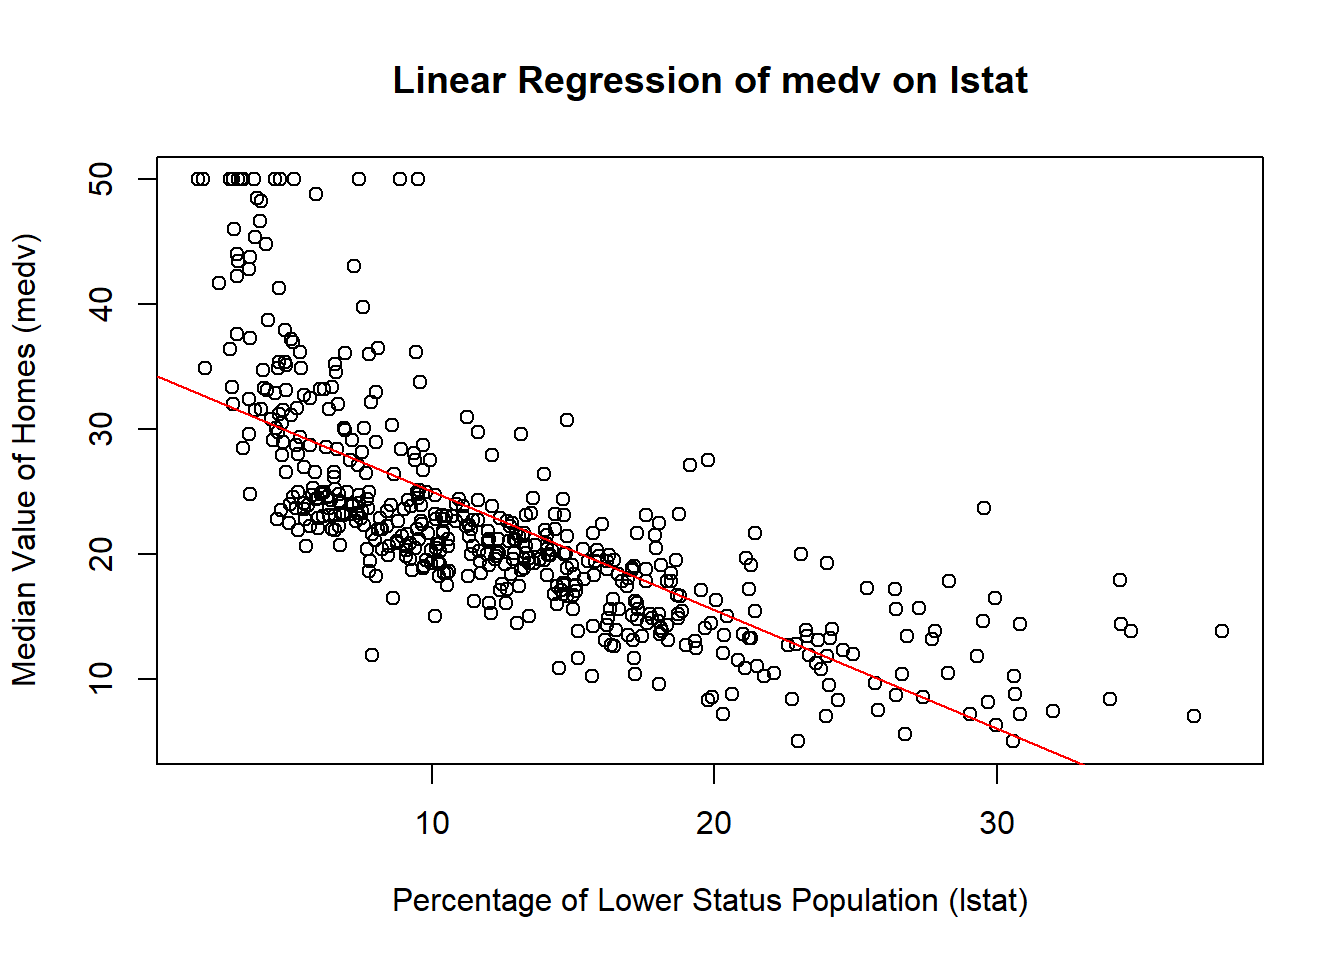 Linear Regression of medv on lstat
Median Value of Homes (medv)
50
40
30
20
10
10
20
30
Percentage of Lower Status Population (lstat)